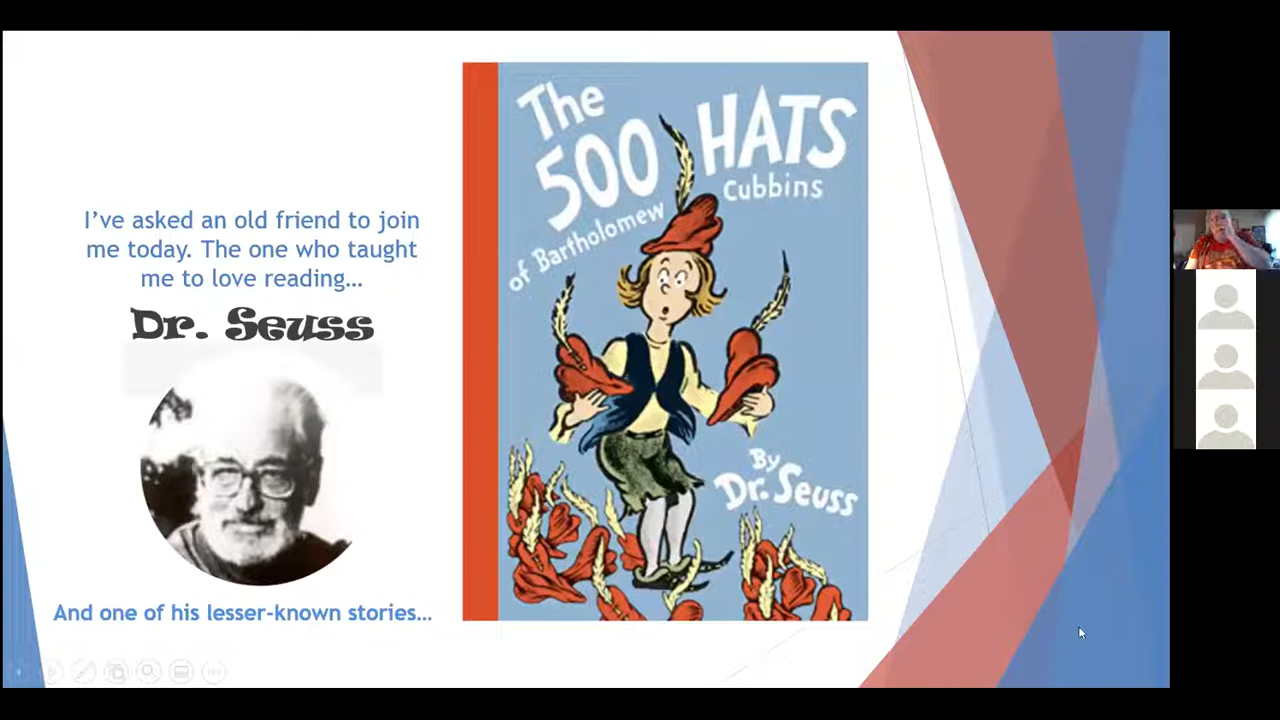 I've asked an old friend to join
me today. The one who taught
me to love reading...
Dr. Seuss
And one of his lesser-known stories...
The
500 HATS
of Bartholomew Cubbins
By
Dr. Seuss